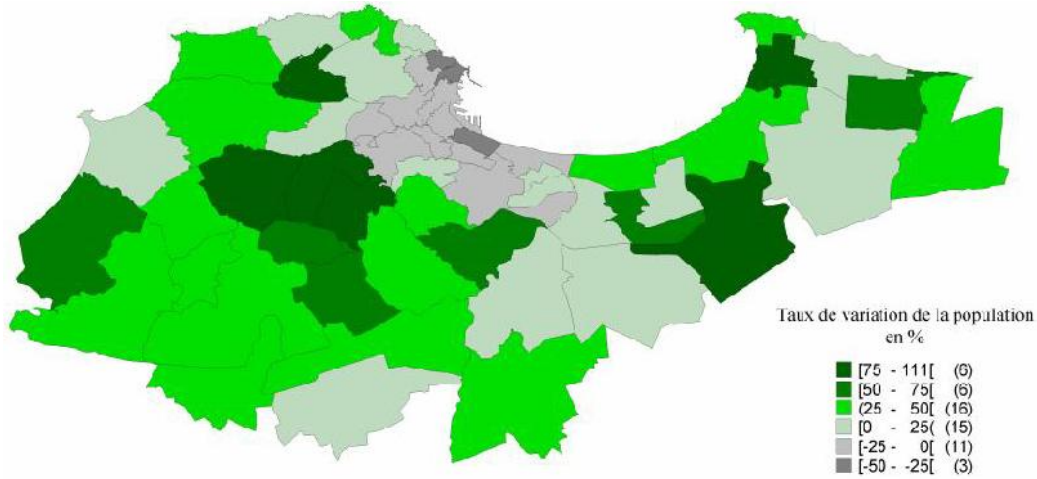 Taux de variation de la population
en %
[75 - 111[ (6)
[50 - 75[ (6)
(25 - 50[ (16)
[0 - 25( (15)
[-25 - 0[ (11)
[-50 - -25[ (3)